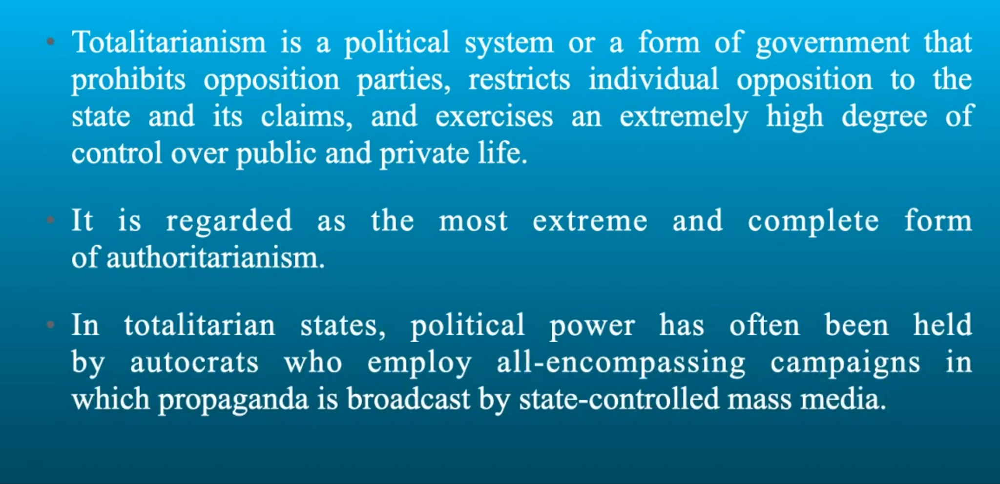 • Totalitarianism is a political system or a form of government that
prohibits opposition parties, restricts individual opposition to the
state and its claims, and exercises an extremely high degree of
control over public and private life.
• It is regarded as the most extreme and complete form
of authoritarianism.
• In totalitarian states, political power has often been held
by autocrats who employ all-encompassing campaigns in
which propaganda is broadcast by state-controlled mass media.